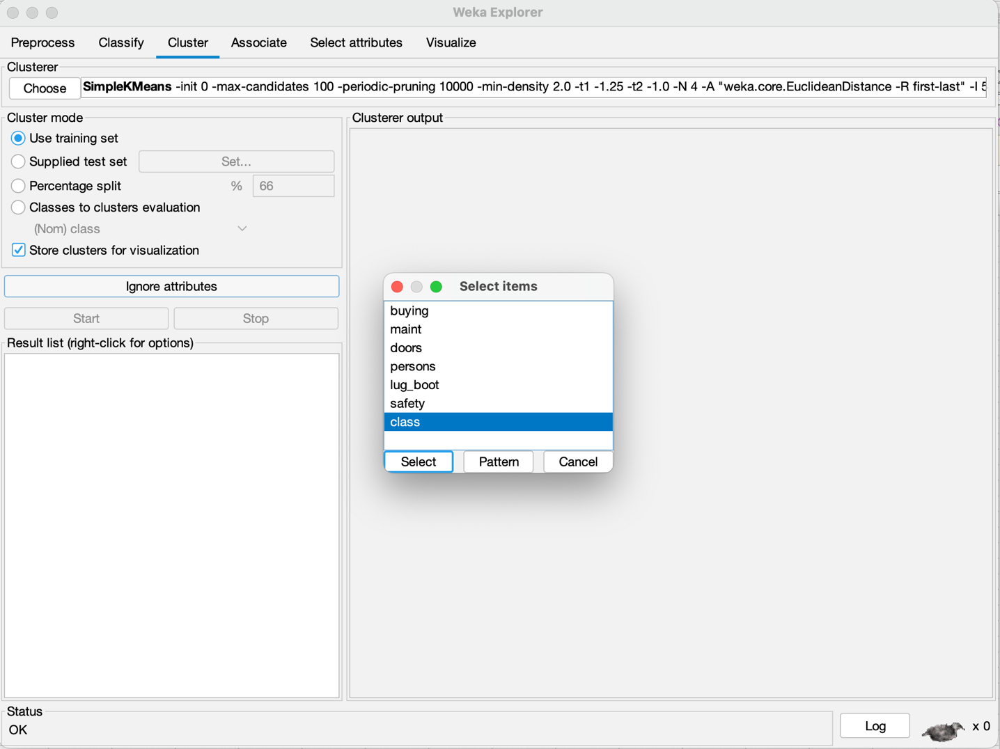 Weka Explorer
Preprocess Classify Cluster Associate Select attributes Visualize
Clusterer
Choose SimpleKMeans -init 0 -max-candidates 100 -periodic-pruning 10000 -min-density 2.0 -t1 -1.25 -t2 -1.0 -N 4 -A "weka.core.EuclideanDistance -R first-last" -I
Cluster mode
Use training set
Supplied test set Set...
Percentage split % 66
Classes to clusters evaluation
(Nom) class
Store clusters for visualization
Ignore attributes
Start Stop
Result list (right-click for options)
Clusterer output
Select items
buying
maint
doors
persons
lug_boot
safety
class
Select Pattern Cancel
Status
OK
Log x 0